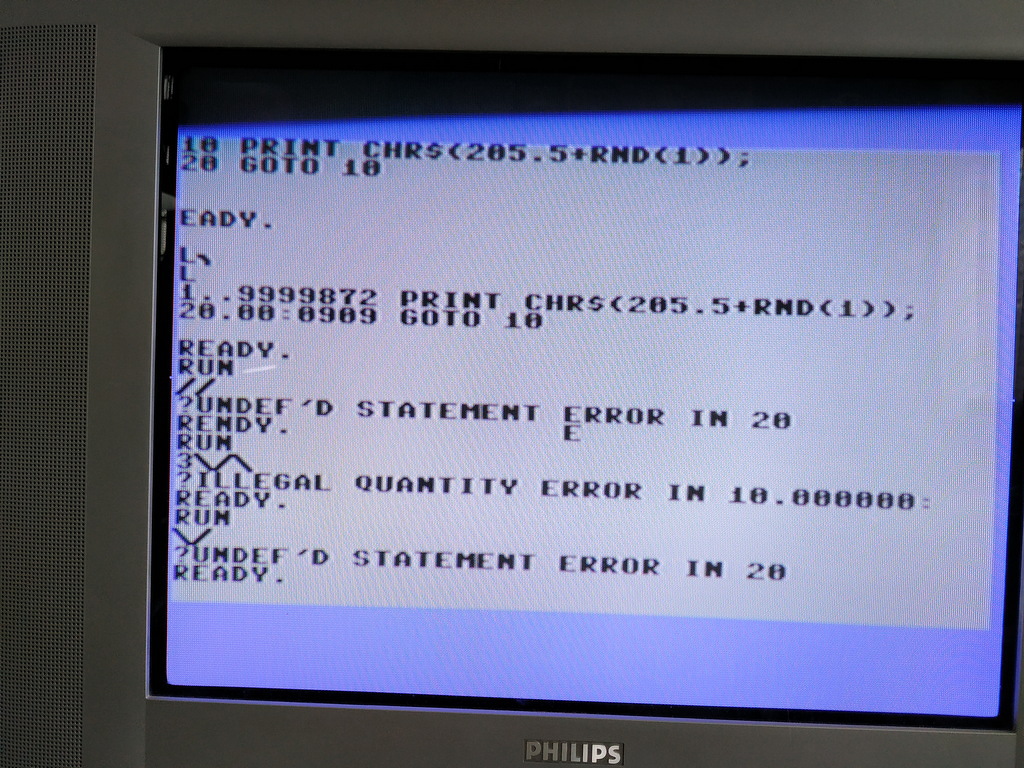 10 PRINT CHR$(205.5+RND(1));
20 GOTO 10
EADY.
L
L
1..9999872 PRINT CHR$(205.5+RND(1));
20.00:0909 GOTO 10
READY.
RUN
//
?UNDEF'D STATEMENT ERROR IN 20
RENDY. E
RUN
3
?ILLEGAL QUANTITY ERROR IN 10.000000:
READY.
RUN
?UNDEF'D STATEMENT ERROR IN 20
READY.
PHILIPS